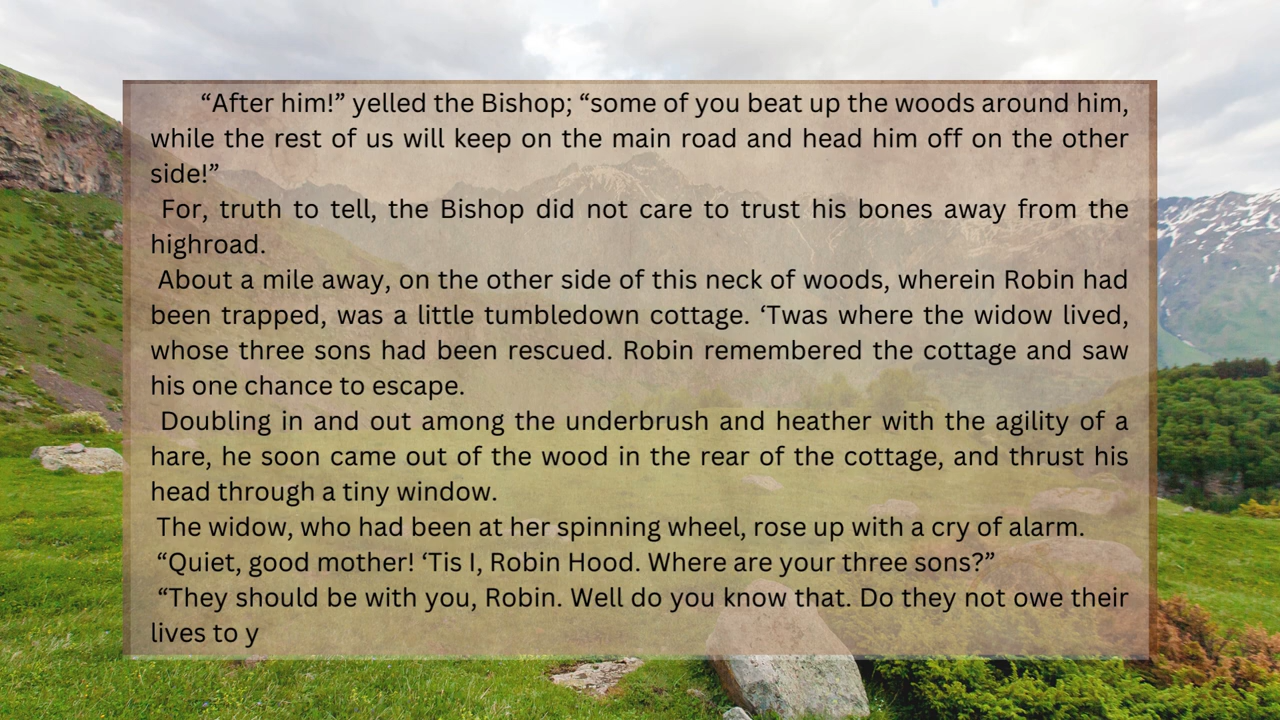 “After him!” yelled the Bishop; “some of you beat up the woods around him,
while the rest of us will keep on the main road and head him off on the other
side!”
For, truth to tell, the Bishop did not care to trust his bones away from the
highroad.
About a mile away, on the other side of this neck of woods, wherein Robin had
been trapped, was a little tumbledown cottage. ‘Twas where the widow lived,
whose three sons had been rescued. Robin remembered the cottage and saw
his one chance to escape.
Doubling in and out among the underbrush and heather with the agility of a
hare, he soon came out of the wood in the rear of the cottage, and thrust his
head through a tiny window.
The widow, who had been at her spinning wheel, rose up with a cry of alarm.
“Quiet, good mother! ‘Tis I, Robin Hood. Where are your three sons?”
“They should be with you, Robin. Well do you know that. Do they not owe their
lives to y